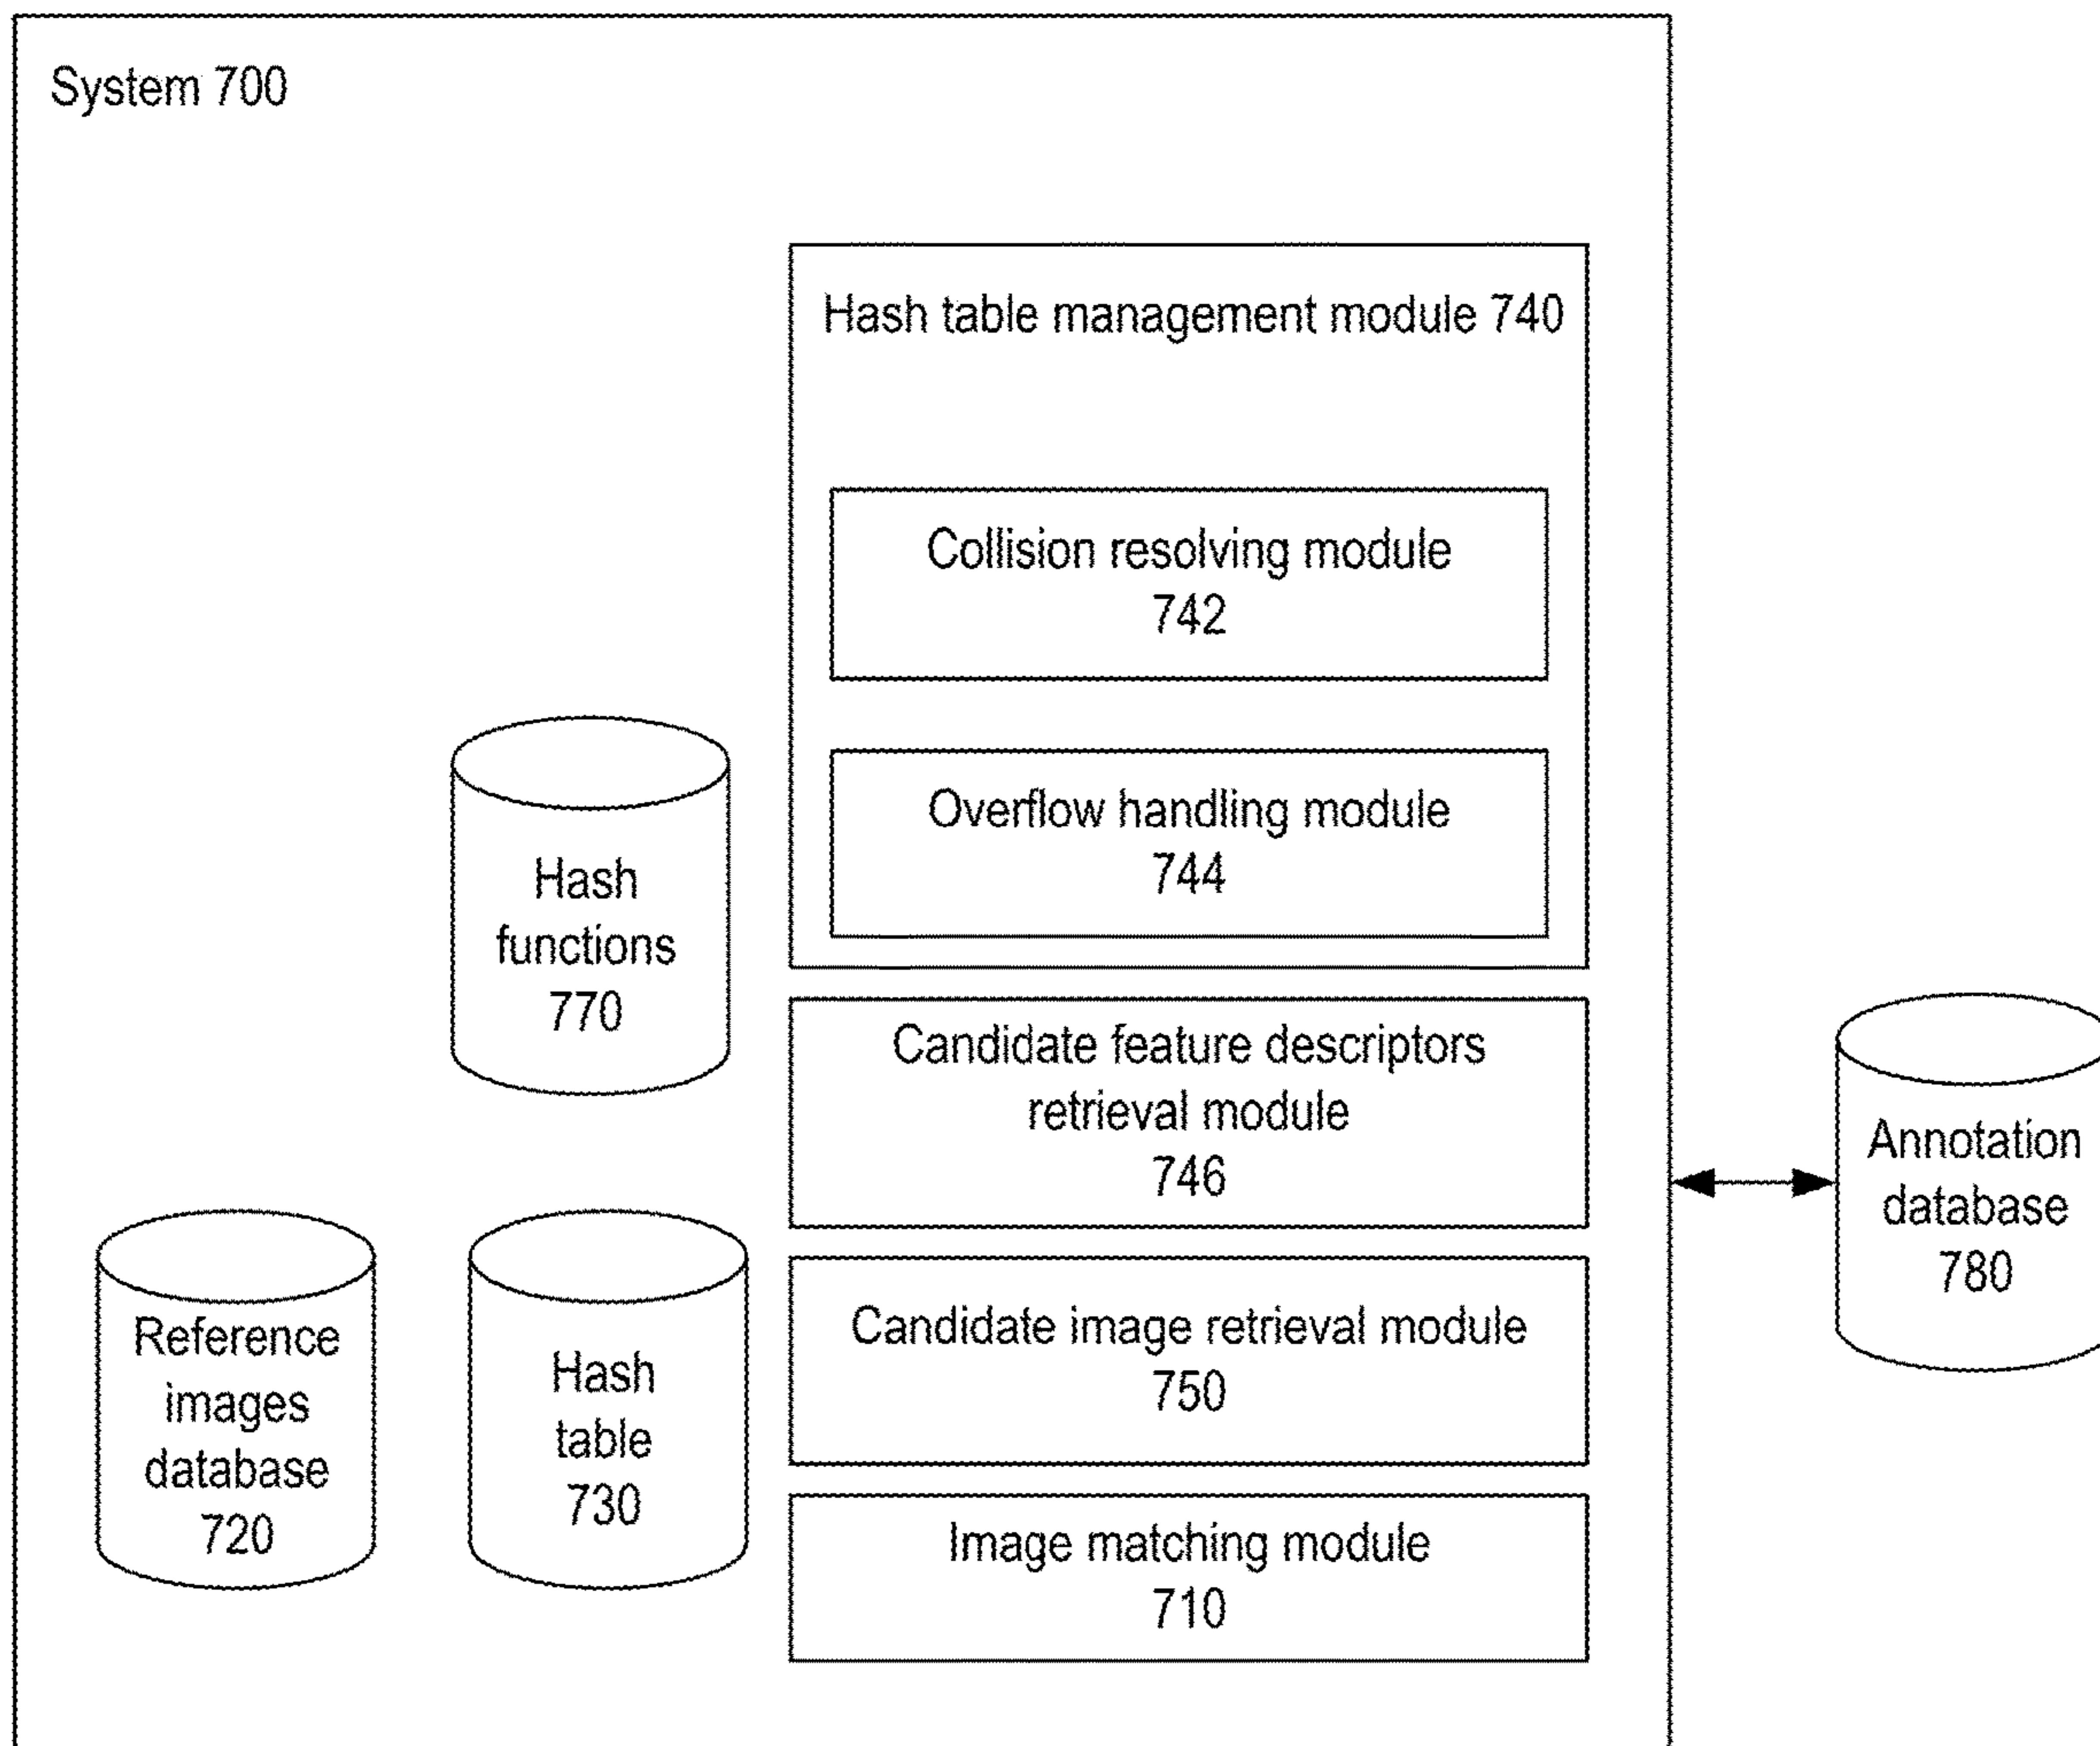 System 700
Hash table management module 740
Collision resolving module
742
Overflow handling module
744
Hash
functions
770
Candidate feature descriptors
retrieval module
746
Annotation
database
780
Reference
images
database
720
Hash
table
730
Candidate image retrieval module
750
Image matching module
710